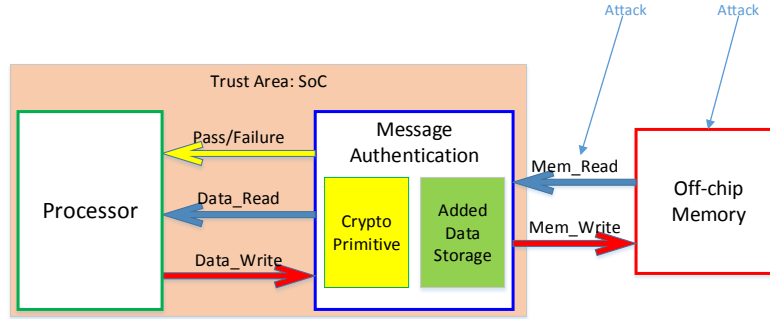 Attack
Attack
Trust Area: SoC
Pass/Failure
Message
Authentication
Mem_Read
Off-chip
Memory
Processor
Data_Read
Crypto
Primitive
Added
Data
Storage
Mem_Write
Data_Write